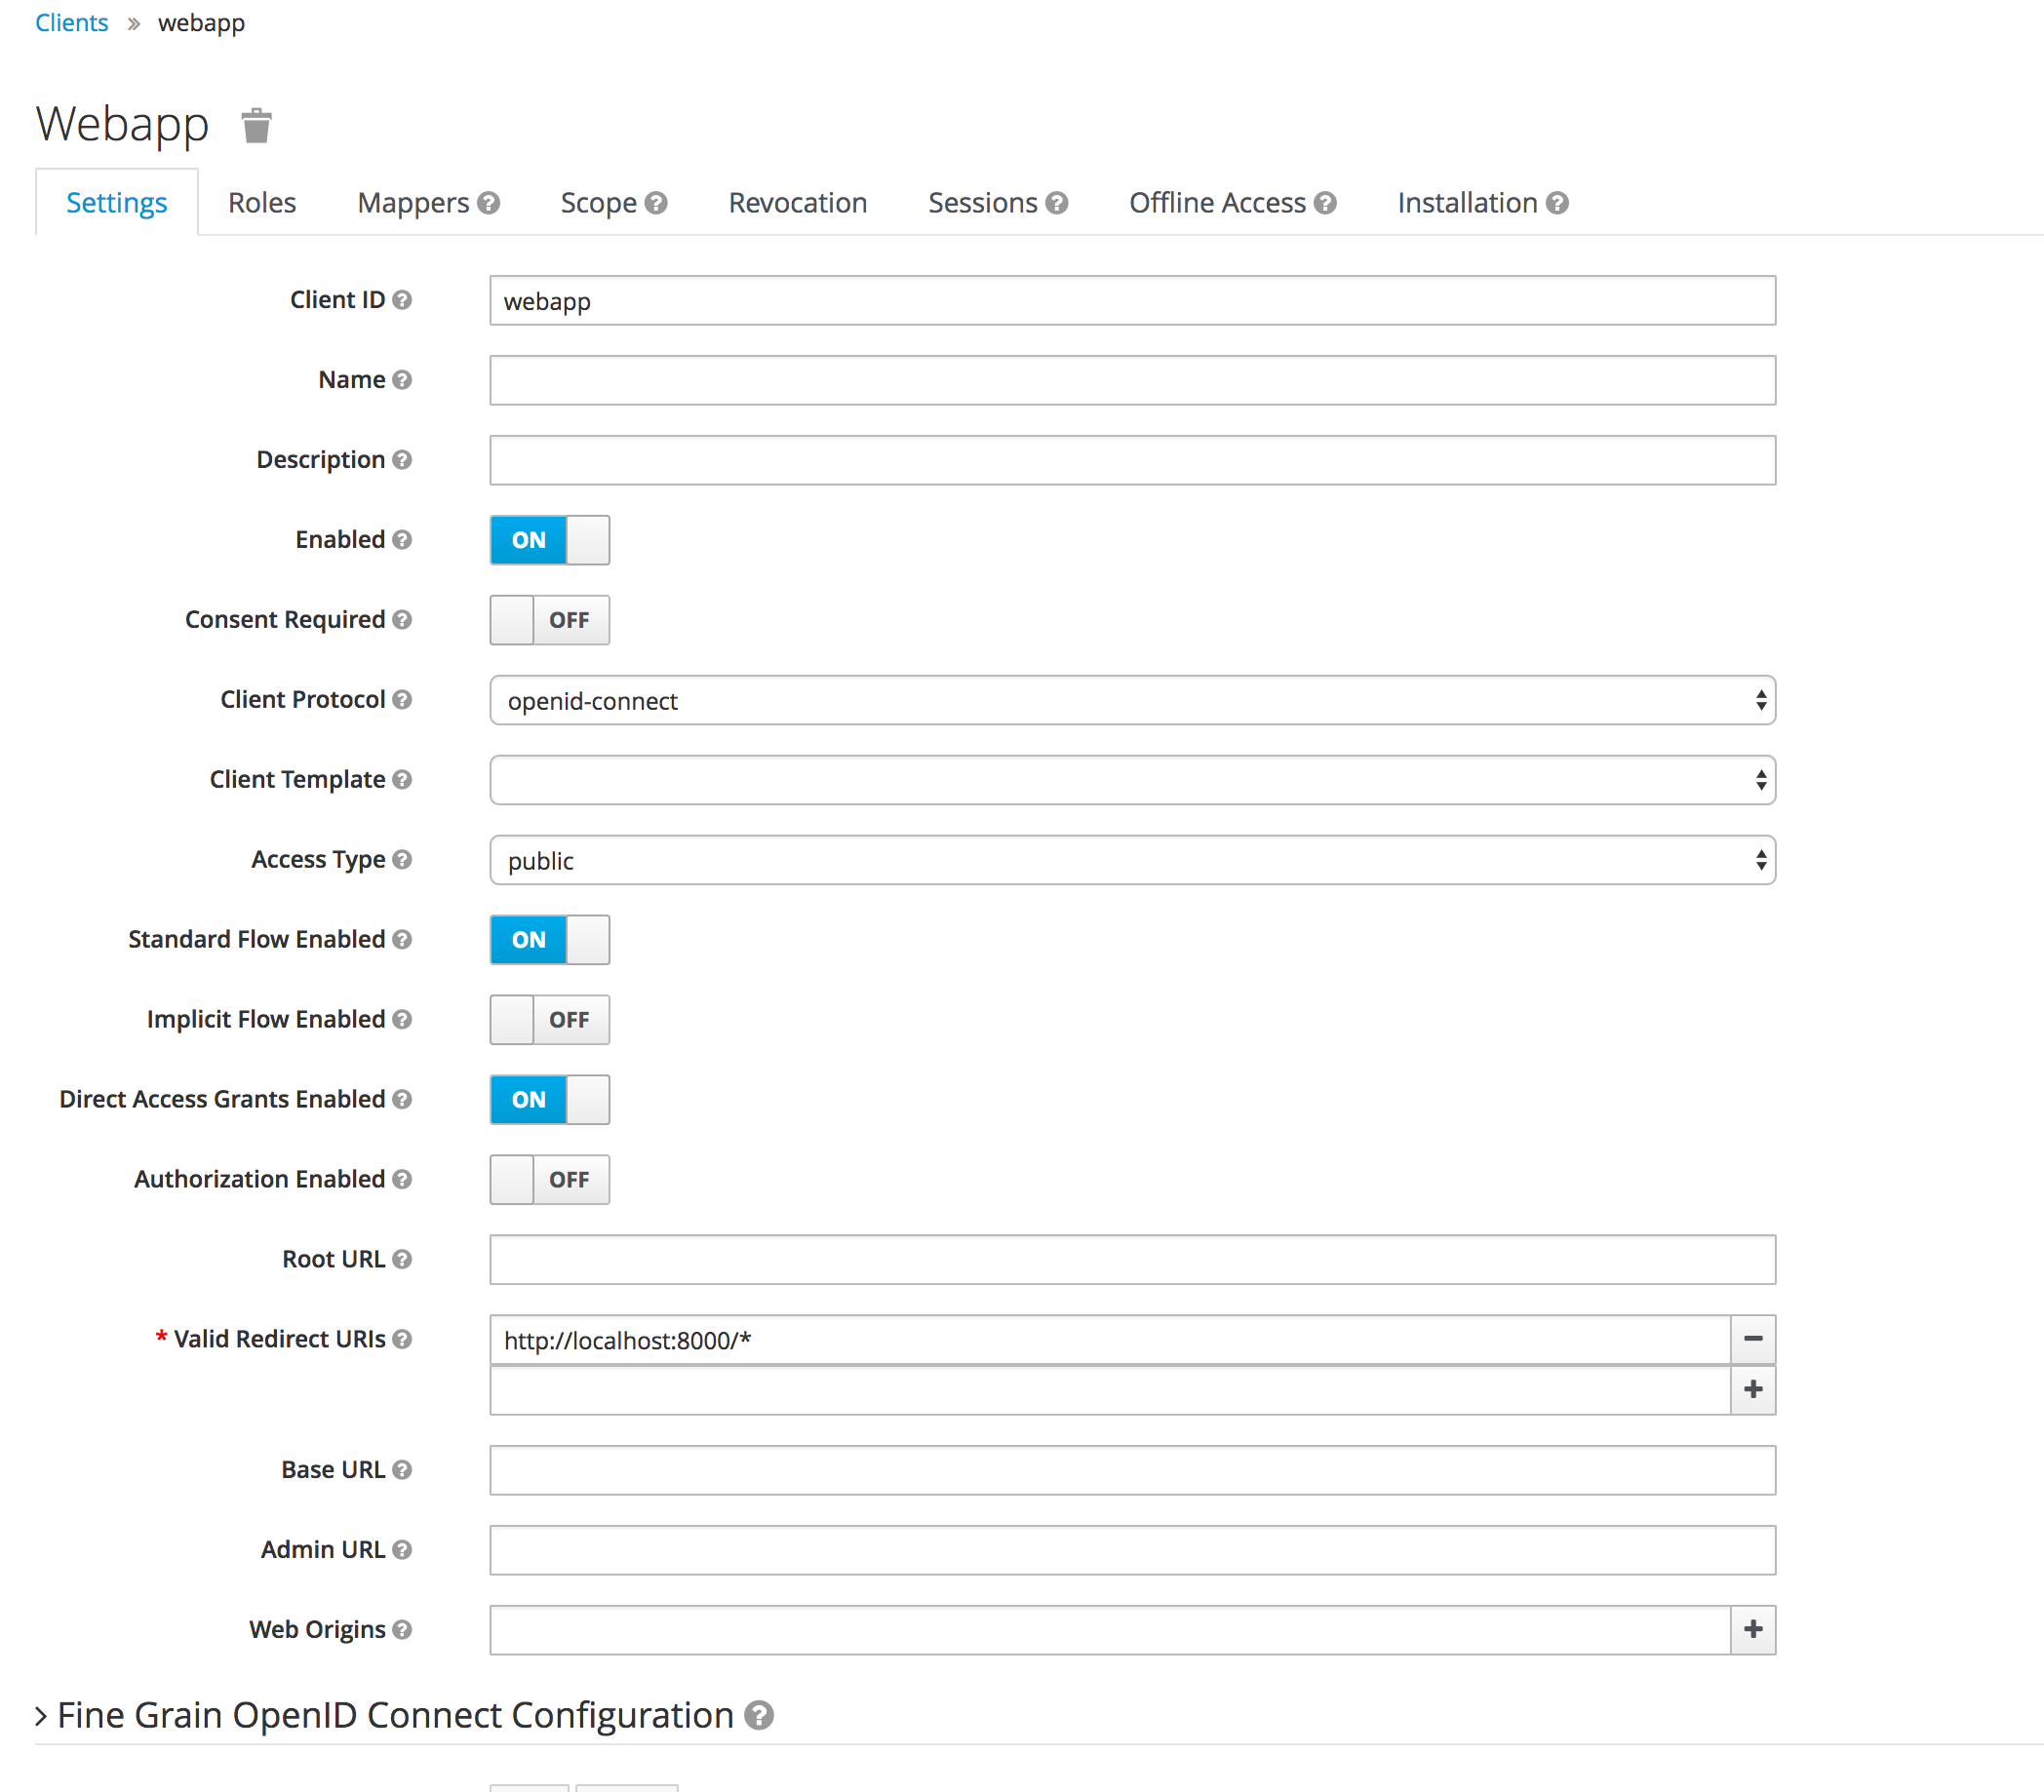 Clients » webapp
Webapp
Settings Roles Mappers Scope Revocation Sessions Offline Access Installation
Client ID webapp
Name
Description
Enabled ON
Consent Required OFF
Client Protocol openid-connect
Client Template
Access Type public
Standard Flow Enabled ON
Implicit Flow Enabled OFF
Direct Access Grants Enabled ON
Authorization Enabled OFF
Root URL
* Valid Redirect URIs http://localhost:8000/*
Base URL
Admin URL
Web Origins
Fine Grain OpenID Connect Configuration